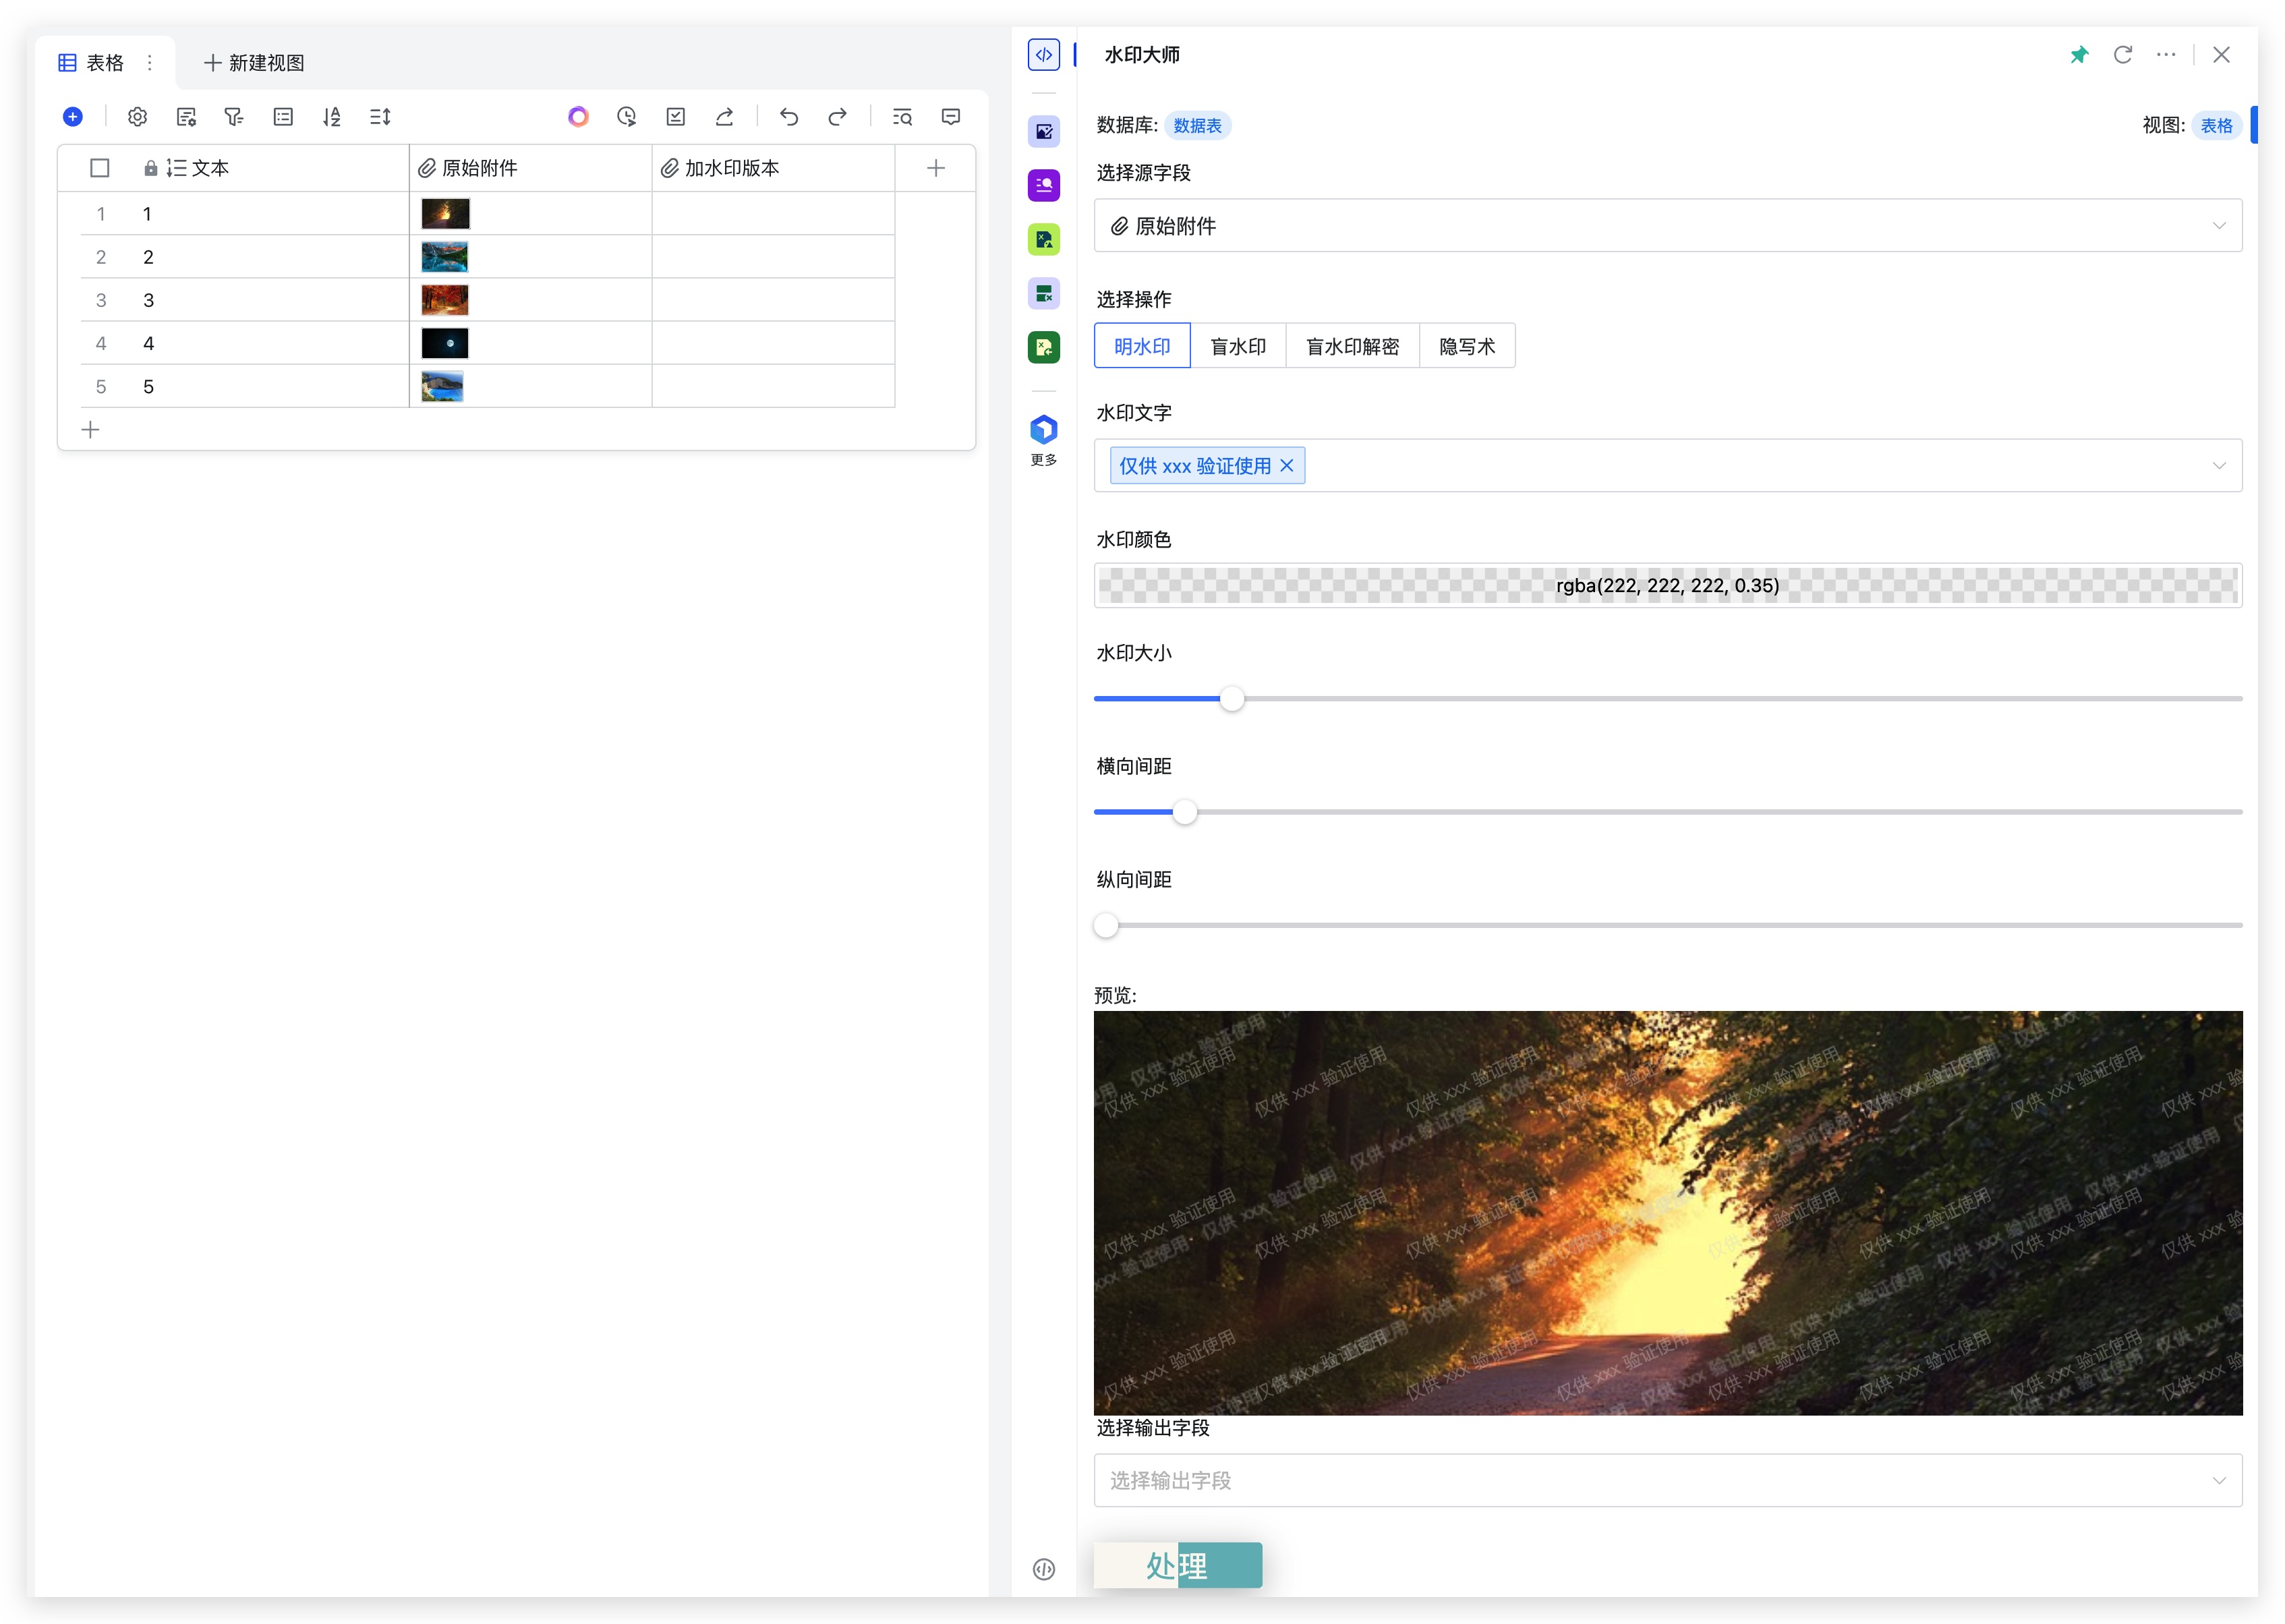 表格
新建视图
文本
原始附件
加水印版本
1 1
2 2
3 3
4 4
5 5
更多
水印大师
数据库: 数据表
视图: 表格
选择源字段
原始附件
选择操作
明水印 盲水印 盲水印解密 隐写术
水印文字
仅供 xxx 验证使用
水印颜色
rgba(222, 222, 222, 0.35)
水印大小
横向间距
纵向间距
预览:
仅供 xxx 验证使用
选择输出字段
选择输出字段
处理